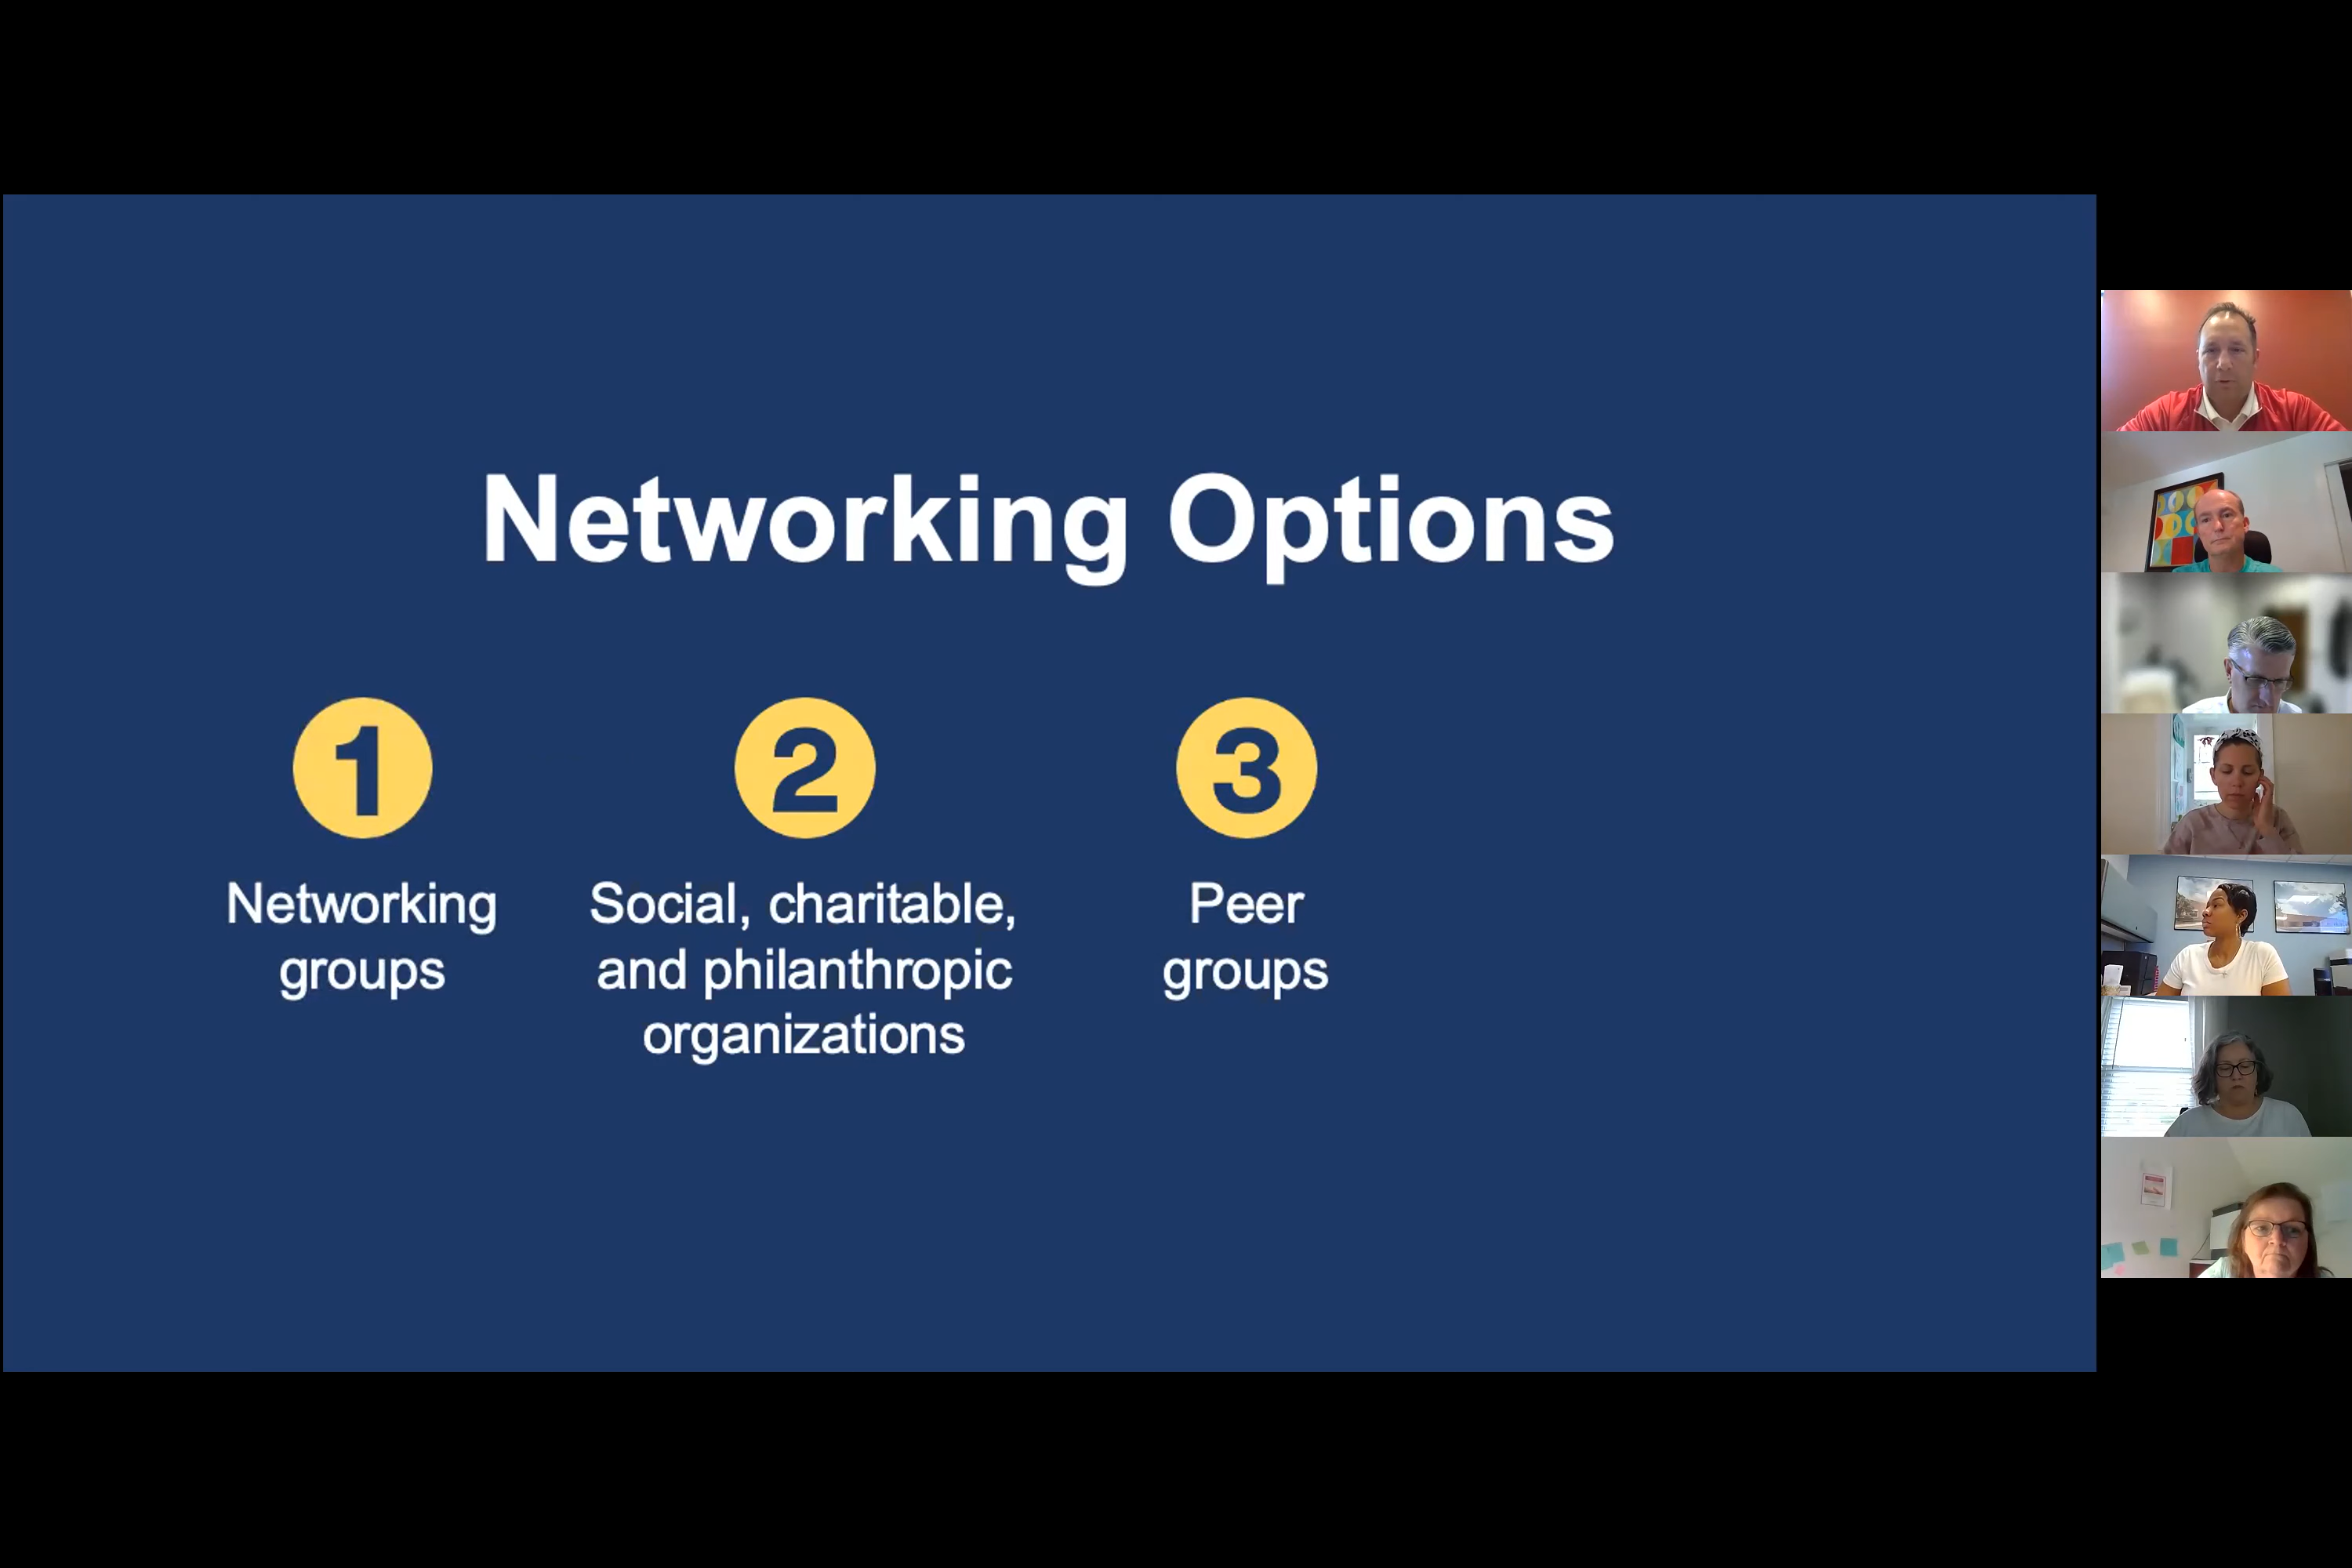 Networking Options
1
Networking
groups
2
Social, charitable,
and philanthropic
organizations
3
Peer
groups